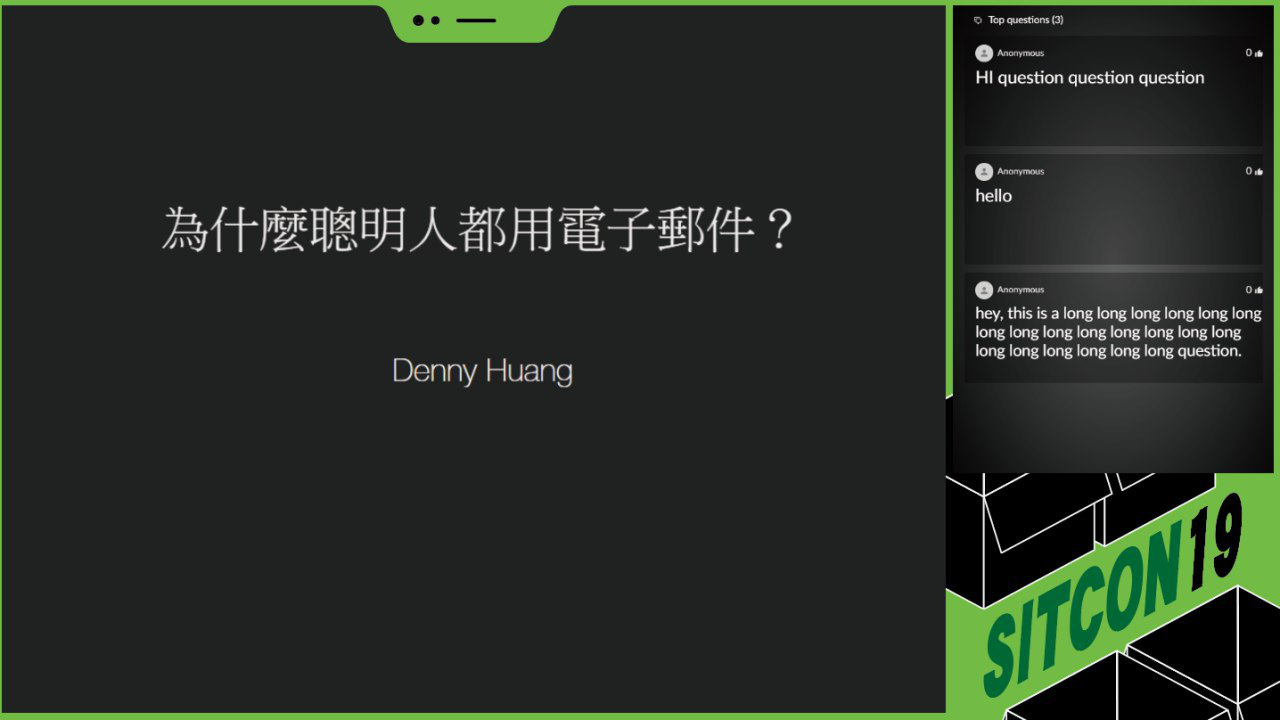 為什麼聰明人都用電子郵件？
Denny Huang
Top questions (3)
Anonymous
0
HI question question question
Anonymous
0
hello
Anonymous
0
hey, this is a long long long long long long
long long long long long long long long
long long long long long long question.
SITCON19